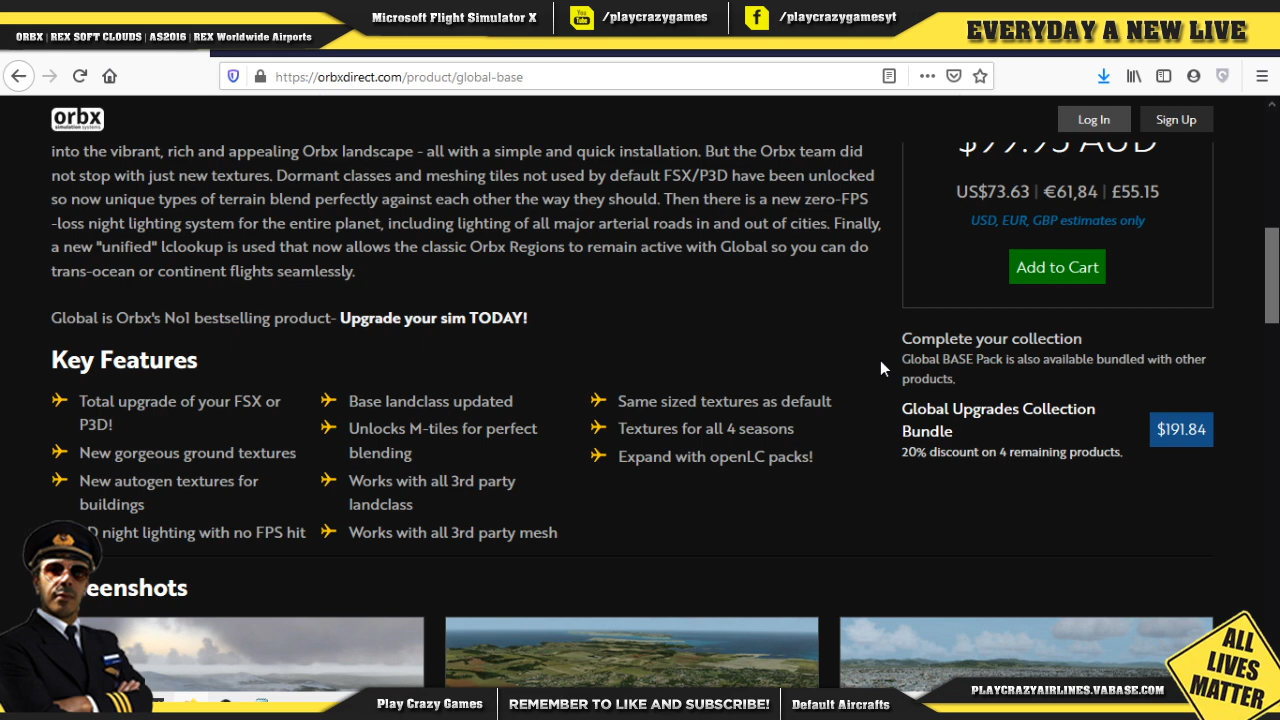 Microsoft Flight Simulator X
You Tube
/playcrazygames
/playcrazygamesyt
EVERYDAY A NEW LIVE
ORBX | REX SOFT CLOUDS | AS2016 | REX Worldwide Airports
https://orbxdirect.com/product/global-base
orbx
simulation systems
Log In
Sign Up
into the vibrant, rich and appealing Orbx landscape - all with a simple and quick installation. But the Orbx team did
not stop with just new textures. Dormant classes and meshing tiles not used by default FSX/P3D have been unlocked
so now unique types of terrain blend perfectly against each other the way they should. Then there is a new zero-FPS
-loss night lighting system for the entire planet, including lighting of all major arterial roads in and out of cities. Finally,
a new "unified" lclookup is used that now allows the classic Orbx Regions to remain active with Global so you can do
trans-ocean or continent flights seamlessly.
Global is Orbx's No1 bestselling product- Upgrade your sim TODAY!
Key Features
Total upgrade of your FSX or
P3D!
New gorgeous ground textures
New autogen textures for
buildings
D night lighting with no FPS hit
Base landclass updated
Unlocks M-tiles for perfect
blending
Works with all 3rd party
landclass
Works with all 3rd party mesh
Same sized textures as default
Textures for all 4 seasons
Expand with openLC packs!
$99.95 AUD
US$73.63 | €61,84 | £55.15
USD, EUR, GBP estimates only
Add to Cart
Complete your collection
Global BASE Pack is also available bundled with other
products.
Global Upgrades Collection
Bundle
$191.84
20% discount on 4 remaining products.
eenshots
ALL
LIVES
MATTER
PLAYCRAZYAIRLINES.VABASE.COM
Play Crazy Games
REMEMBER TO LIKE AND SUBSCRIBE!
Default Aircrafts